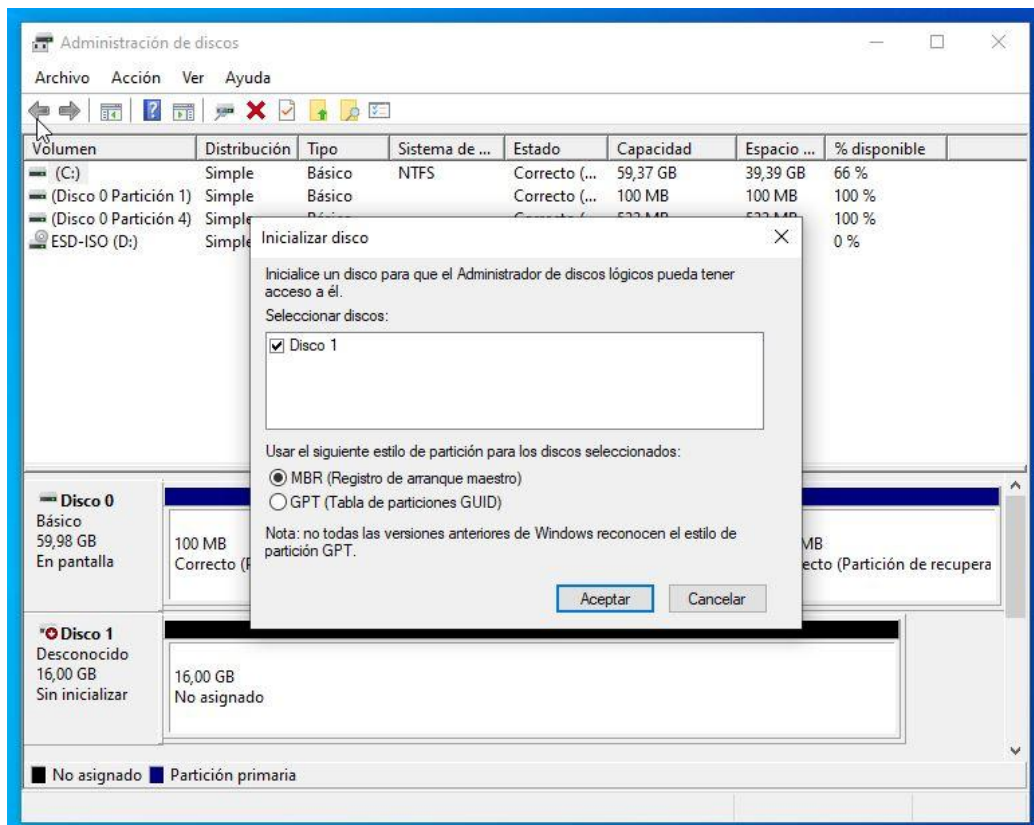 Administración de discos
Archivo Acción Ver Ayuda
Volumen Distribución Tipo Sistema de ... Estado Capacidad Espacio ... % disponible
(C:) Simple Básico NTFS Correcto (... 59,37 GB 39,39 GB 66 %
(Disco 0 Partición 1) Simple Básico Correcto (... 100 MB 100 MB 100 %
(Disco 0 Partición 4) Simple 100 %
ESD-ISO (D:) Simple 0 %
Inicializar disco
Inicialice un disco para que el Administrador de discos lógicos pueda tener
acceso a él.
Seleccionar discos:
Disco 1
Usar el siguiente estilo de partición para los discos seleccionados:
MBR (Registro de arranque maestro)
GPT (Tabla de particiones GUID)
Nota: no todas las versiones anteriores de Windows reconocen el estilo de
partición GPT.
Aceptar Cancelar
Disco 0
Básico
59,98 GB
En pantalla
100 MB
Correcto (P
MB
ecto (Partición de recupera
Disco 1
Desconocido
16,00 GB
Sin inicializar
16,00 GB
No asignado
No asignado Partición primaria